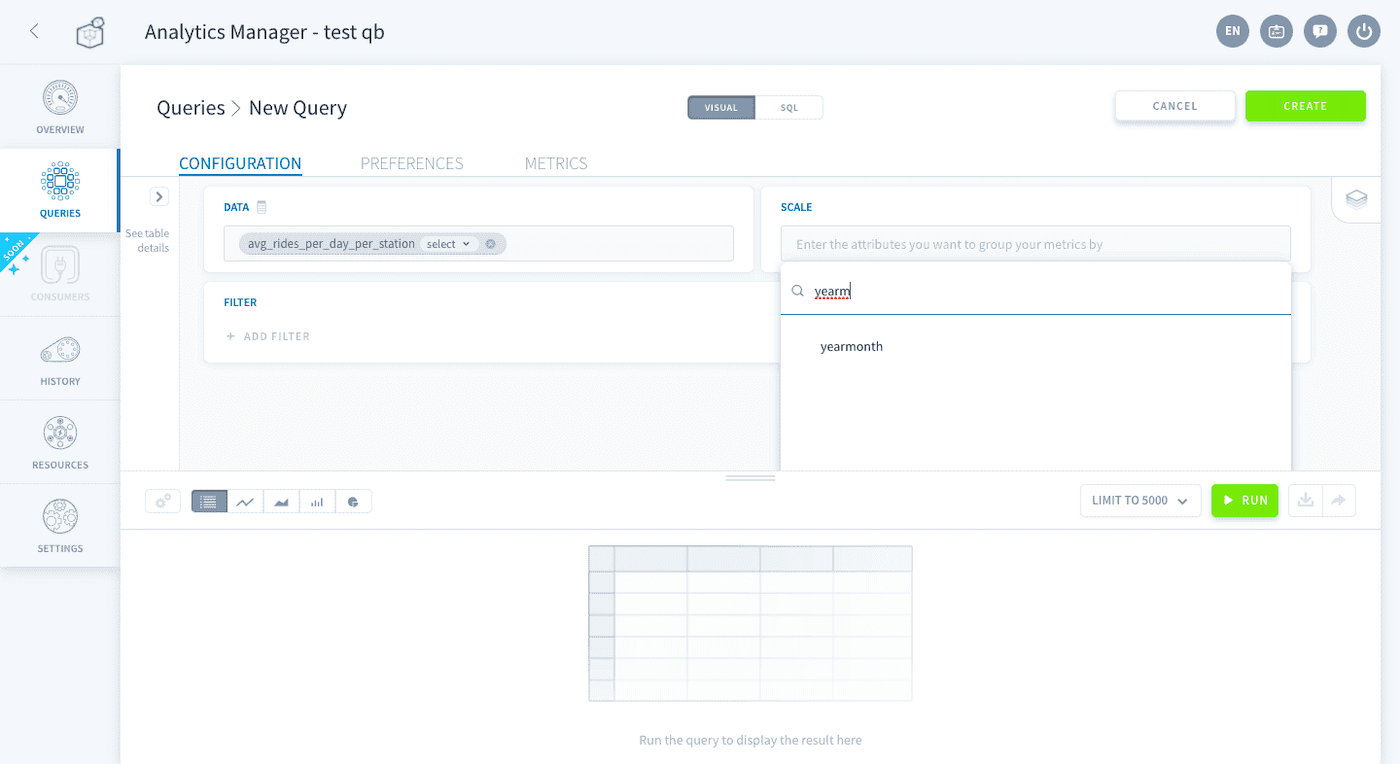 Analytics Manager - test qb
EN
OVERVIEW
QUERIES
SOON
CONSUMERS
HISTORY
RESOURCES
SETTINGS
Queries > New Query
VISUAL
SQL
CANCEL
CREATE
CONFIGURATION
PREFERENCES
METRICS
See table
details
DATA
avg_rides_per_day_per_station
select
SCALE
Enter the attributes you want to group your metrics by
yearm
yearmonth
FILTER
+ ADD FILTER
LIMIT TO 5000
RUN
Run the query to display the result here